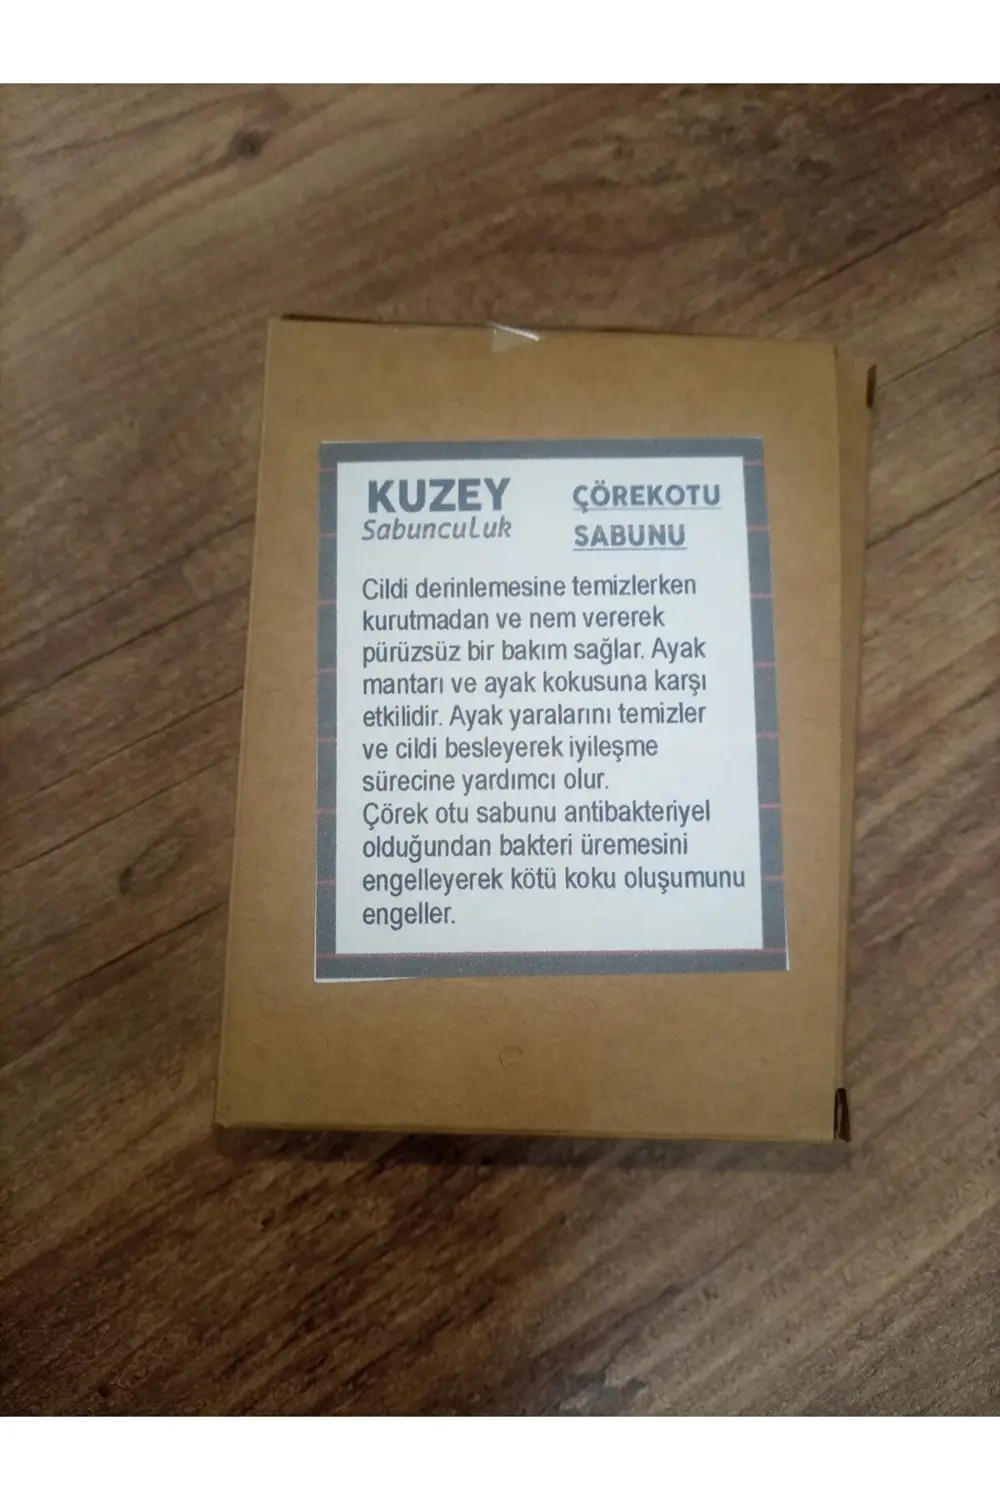 KUZEY
Sabunculuk
ÇÖREKOTU
SABUNU
Cildi derinlemesine temizlerken
kurutmadan ve nem vererek
pürüzsüz bir bakım sağlar. Ayak
mantarı ve ayak kokusuna karşı
etkilidir. Ayak yaralarını temizler
ve cildi besleyerek iyileşme
sürecine yardımcı olur.
Çörek otu sabunu antibakteriyel
olduğundan bakteri üremesini
engelleyerek kötü koku oluşumunu
engeller.